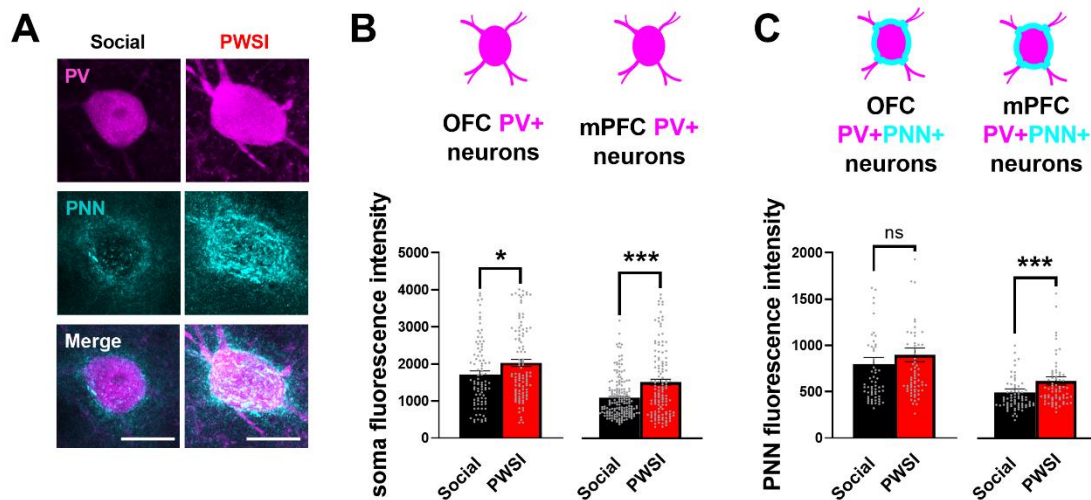 A
Social
PWSI
PV
PNN
Merge
B
OFC PV+
neurons
mPFC PV+
neurons
soma fluorescence intensity
5000
4000
3000
2000
1000
0
*
***
Social
PWSI
Social
PWSI
C
OFC
PV+PNN+
neurons
mPFC
PV+PNN+
neurons
PNN fluorescence intensity
2000
1500
1000
500
0
ns
***
Social
PWSI
Social
PWSI